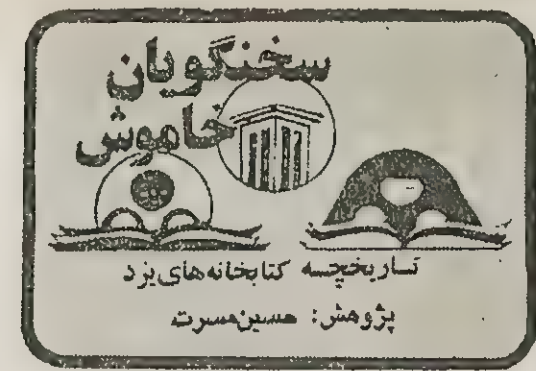 سخنگویان
خاموش
تاریخچه کتابخانه‌های یزد
پژوهش: حسین مسرت